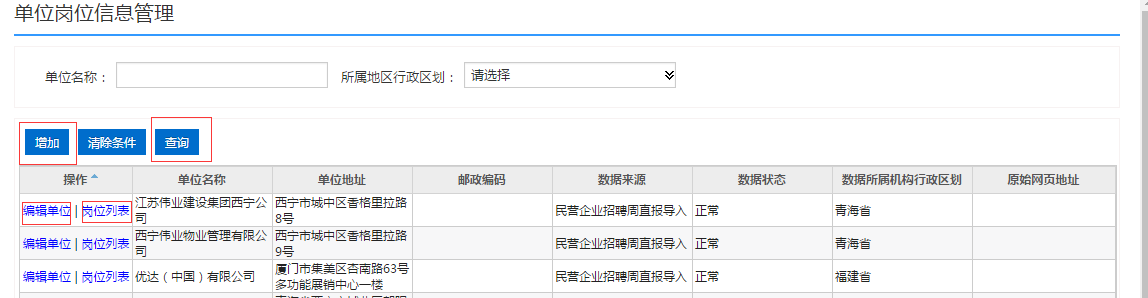 单位岗位信息管理
单位名称： 所属地区行政区划： 请选择
增加 清除条件 查询
操作 单位名称 单位地址 邮政编码 数据来源 数据状态 数据所属机构行政区划 原始网页地址
编辑单位 | 岗位列表 江苏伟业建设集团西宁公司 西宁市城中区香格里拉路8号 民营企业招聘周直报导入 正常 青海省
编辑单位 | 岗位列表 西宁伟业物业管理有限公司 西宁市城中区香格里拉路9号 民营企业招聘周直报导入 正常 青海省
编辑单位 | 岗位列表 优达（中国）有限公司 厦门市集美区杏南路63号多功能展销中心一楼 民营企业招聘周直报导入 正常 福建省